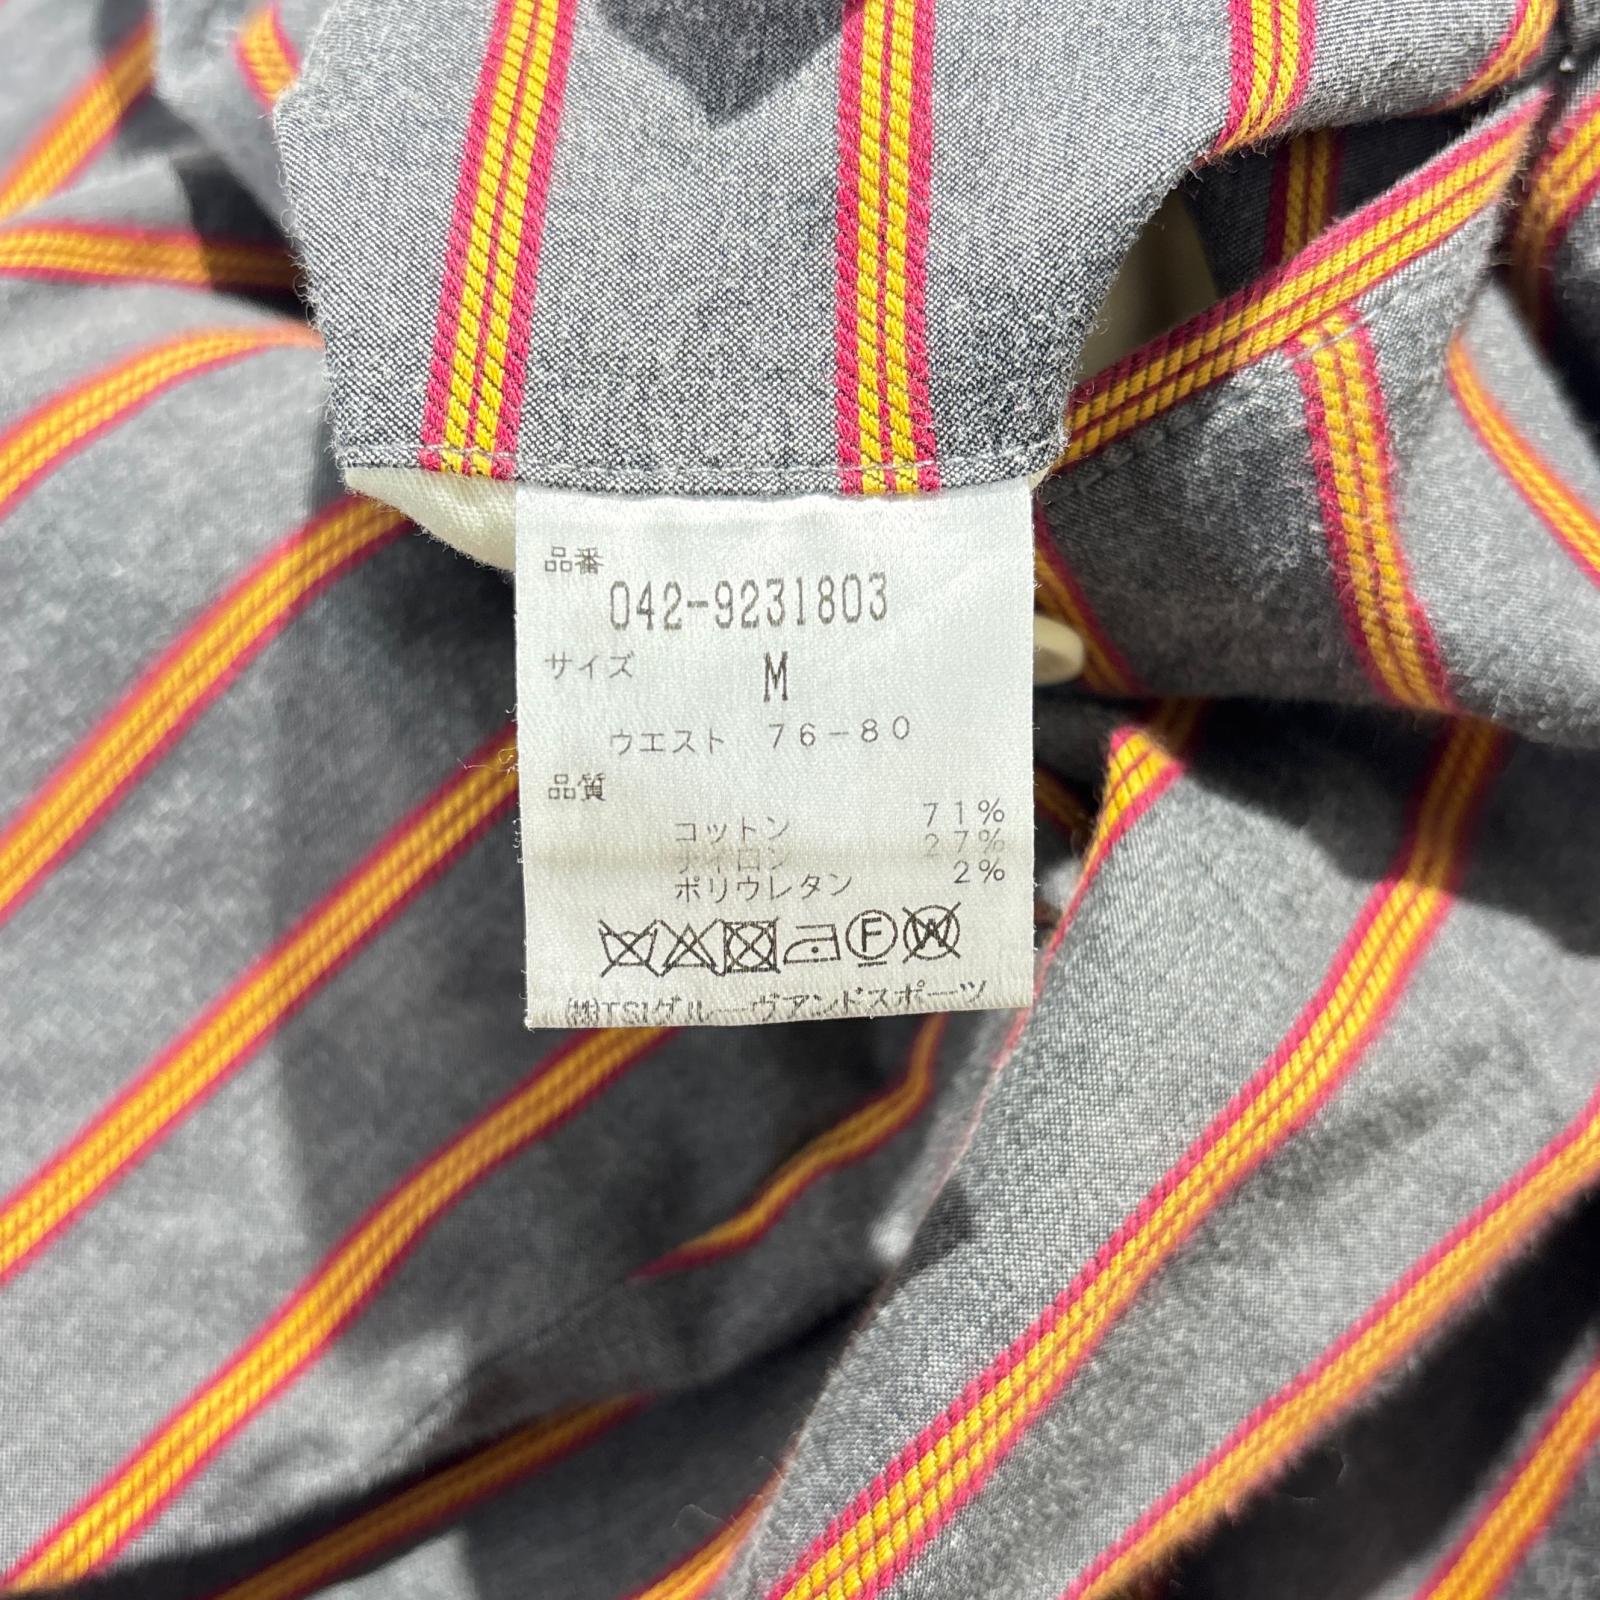 品番
042-9231803
サイズ M
ウエスト 76-80
品質
コットン 71%
ナイロン 27%
ポリウレタン 2%
F W
㈱TSIグルーヴアンドスポーツ